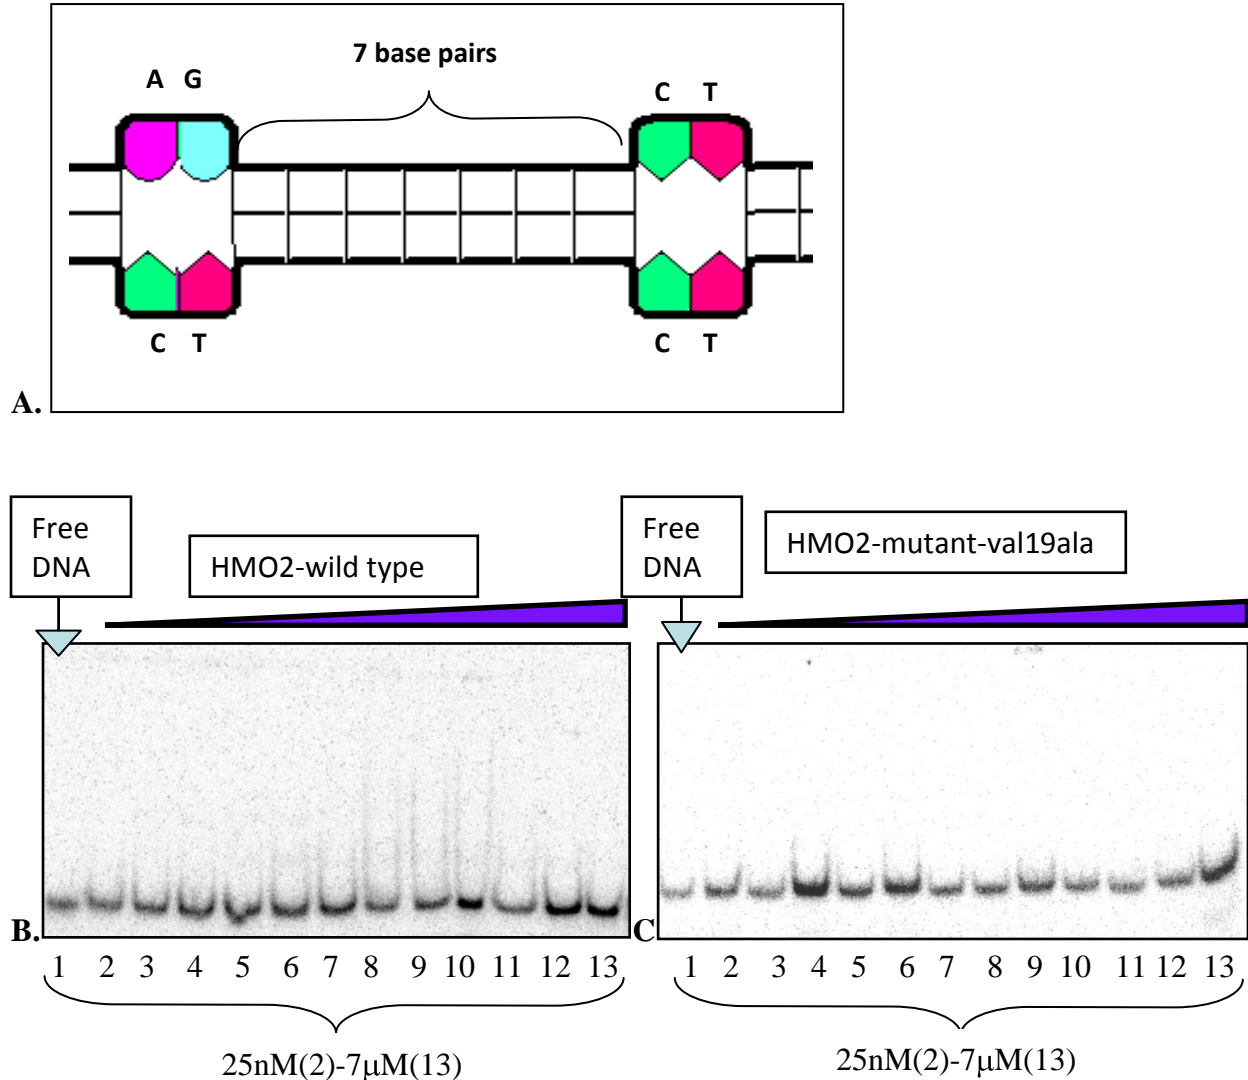 7 base pairs
A G
C T
C T
C T
A.
Free
DNA
HMO2-wild type
Free
DNA
HMO2-mutant-val19ala
B.
C
1 2 3 4 5 6 7 8 9 10 11 12 13
1 2 3 4 5 6 7 8 9 10 11 12 13
25nM(2)-7μM(13)
25nM(2)-7μM(13)